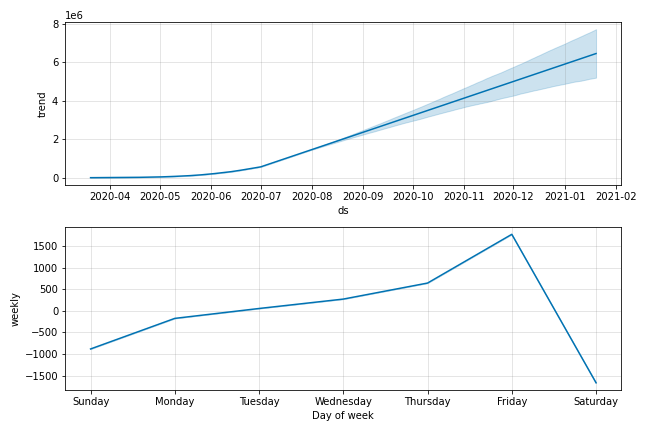 1e6
8
6
4
2
0
trend
2020-04 2020-05 2020-06 2020-07 2020-08 2020-09 2020-10 2020-11 2020-12 2021-01 2021-02
ds
1500
1000
500
0
−500
−1000
−1500
weekly
Sunday Monday Tuesday Wednesday Thursday Friday Saturday
Day of week